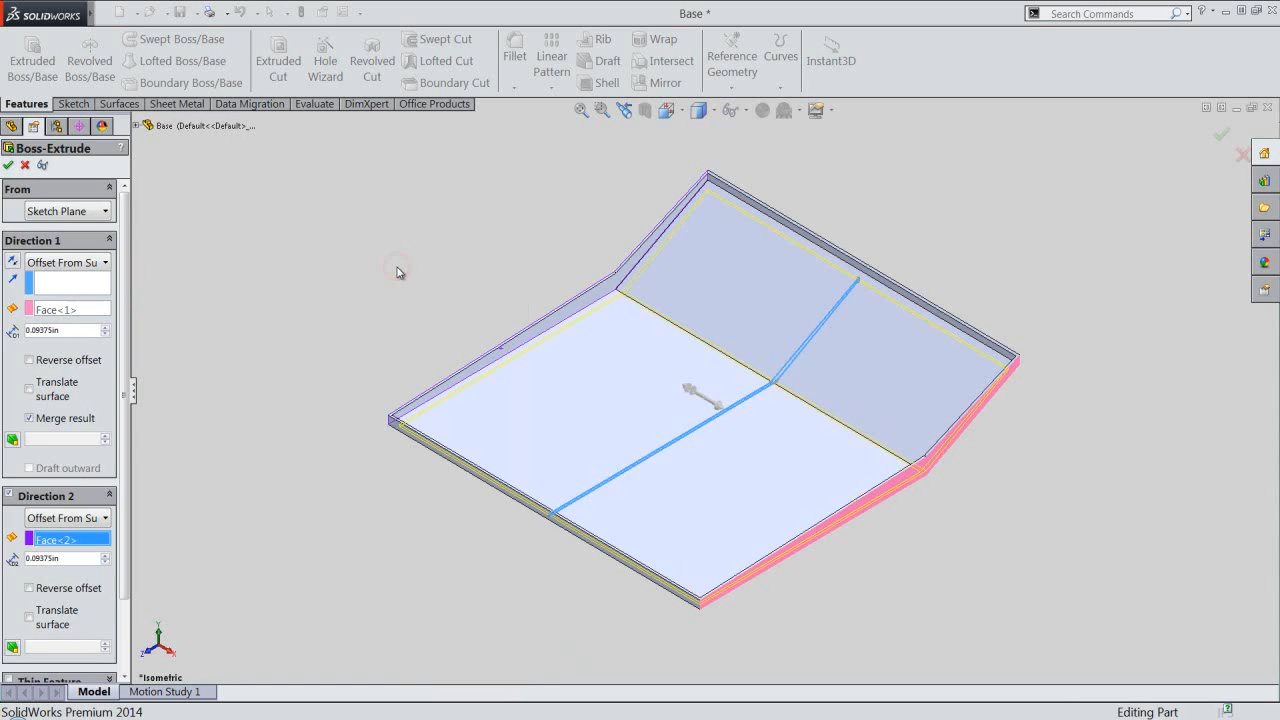 SOLIDWORKS
Base *
Search Commands
Extruded Boss/Base
Revolved Boss/Base
Swept Boss/Base
Lofted Boss/Base
Boundary Boss/Base
Extruded Cut
Hole Wizard
Revolved Cut
Swept Cut
Lofted Cut
Boundary Cut
Fillet
Linear Pattern
Rib
Draft
Shell
Wrap
Intersect
Mirror
Reference Geometry
Curves
Instant3D
Features Sketch Surfaces Sheet Metal Data Migration Evaluate DimXpert Office Products
Base (Default<<Default>_...
Boss-Extrude ?
From
Sketch Plane
Direction 1
Offset From Su
Face<1>
D1
0.09375in
Reverse offset
Translate
surface
Merge result
Draft outward
Direction 2
Offset From Su
Face<2>
D2
0.09375in
Reverse offset
Translate
surface
Thin Feature
Y
Z X
*Isometric
Model Motion Study 1
SolidWorks Premium 2014 Editing Part